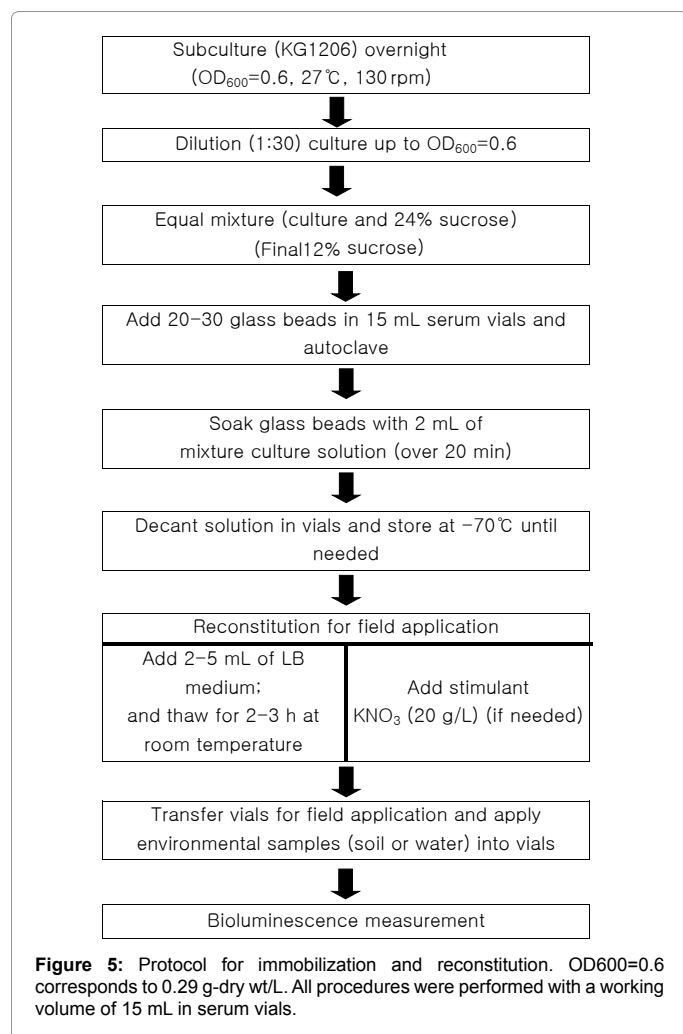 Subculture (KG1206) overnight
(OD₆₀₀=0.6, 27℃, 130 rpm)
Dilution (1:30) culture up to OD₆₀₀=0.6
Equal mixture (culture and 24% sucrose)
(Final12% sucrose)
Add 20-30 glass beads in 15 mL serum vials and
autoclave
Soak glass beads with 2 mL of
mixture culture solution (over 20 min)
Decant solution in vials and store at -70℃ until
needed
Reconstitution for field application
Add 2-5 mL of LB
medium;
and thaw for 2-3 h at
room temperature
Add stimulant
KNO₃ (20 g/L) (if needed)
Transfer vials for field application and apply
environmental samples (soil or water) into vials
Bioluminescence measurement
Figure 5: Protocol for immobilization and reconstitution. OD600=0.6
corresponds to 0.29 g-dry wt/L. All procedures were performed with a working
volume of 15 mL in serum vials.